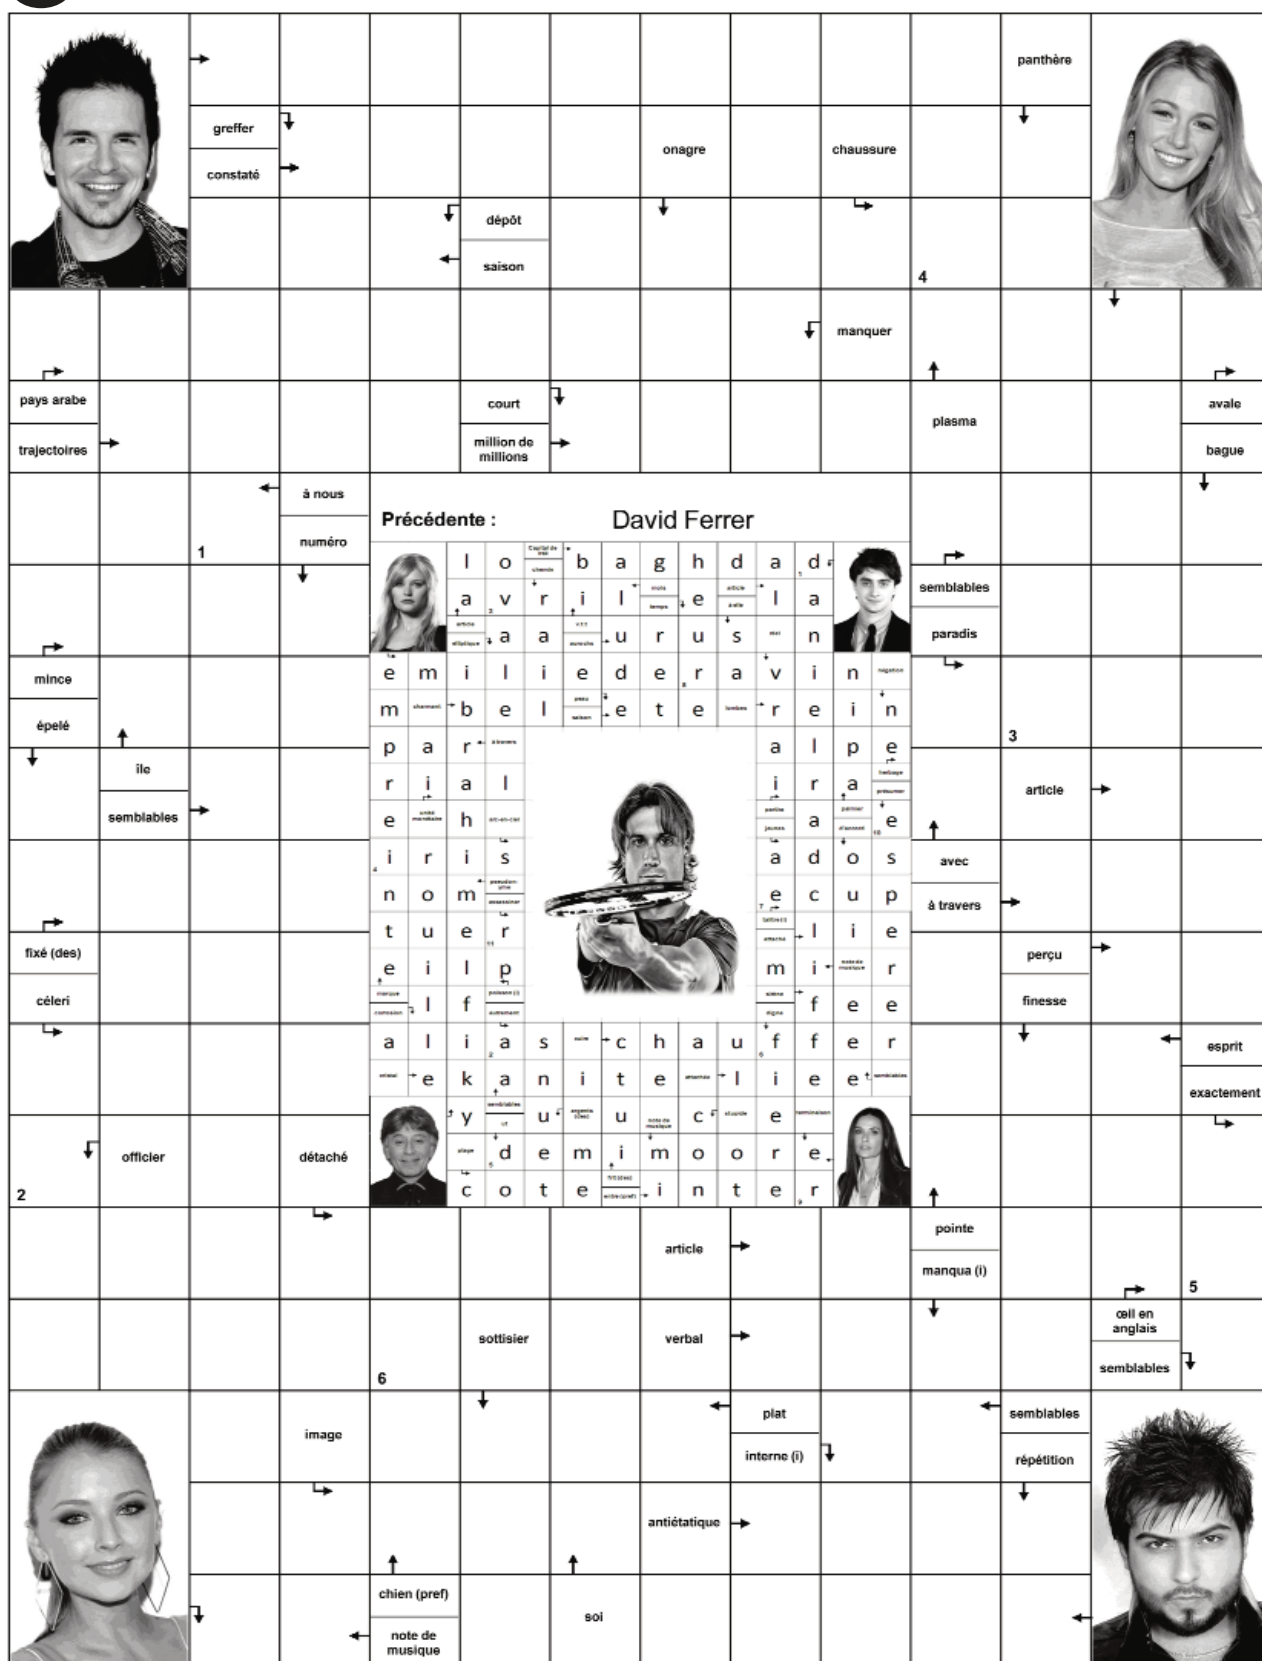 panthère
greffer
constaté
onagre
chaussure
dépôt
saison
4
manquer
pays arabe
trajectoires
court
million de
millions
plasma
avale
bague
à nous
numéro
1
Précédente :
David Ferrer
l o b a g h d a d
a v r i l e l a
a a u r u s n
e m i l i e d e r a v i n
m b e l e t e r e i n
p a r a l p e
r i a l i r a
e h a e
i r i s a d o s
n o m e c u p
t u e r l i e
e i l p m i r
l f f e e
a l i a s c h a u f f e r
e k a n i t e l i e e
y u u c e
d e m i m o o r e
c o t e i n t e r
semblables
paradis
mince
épelé
3
île
semblables
article
avec
à travers
fixé (des)
céleri
perçu
finesse
esprit
exactement
2
officier
détaché
article
pointe
manqua (i)
5
sottisier
verbal
œil en
anglais
semblables
6
image
plat
interne (i)
semblables
répétition
antiétatique
chien (pref)
note de
musique
soi